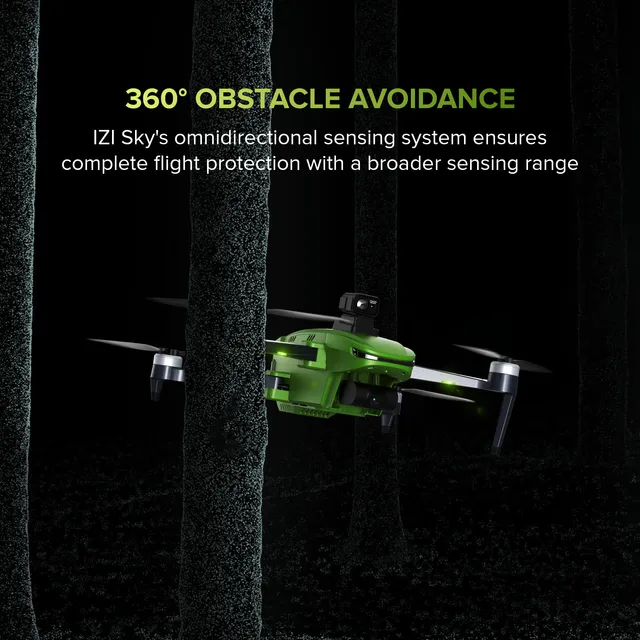 360° OBSTACLE AVOIDANCE
IZI Sky's omnidirectional sensing system ensures
complete flight protection with a broader sensing range